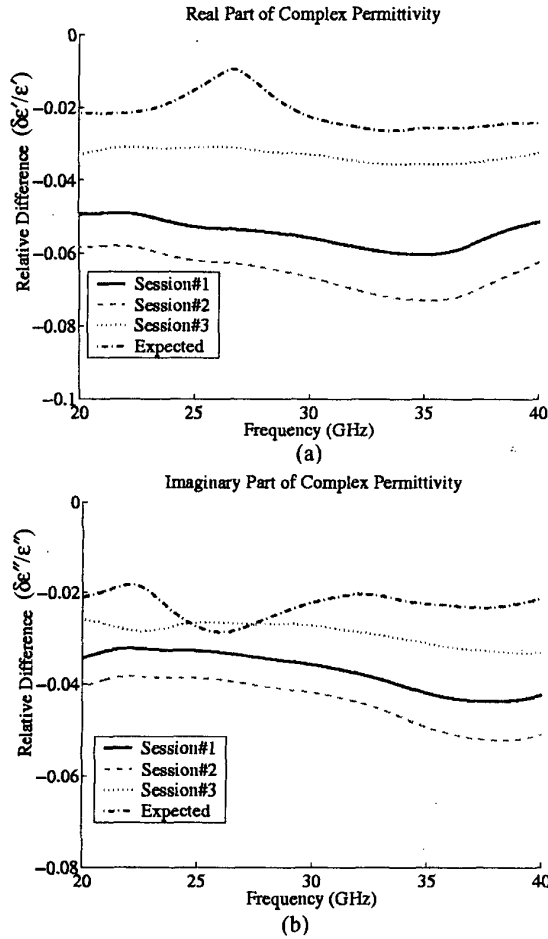 Real Part of Complex Permittivity
0
−0.02
−0.04
−0.06
−0.08
−0.1
Relative Difference (δε′/ε′)
Session#1
Session#2
Session#3
Expected
20 25 30 35 40
Frequency (GHz)
(a)
Imaginary Part of Complex Permittivity
0
−0.02
−0.04
−0.06
−0.08
Relative Difference (δε″/ε″)
Session#1
Session#2
Session#3
Expected
20 25 30 35 40
Frequency (GHz)
(b)